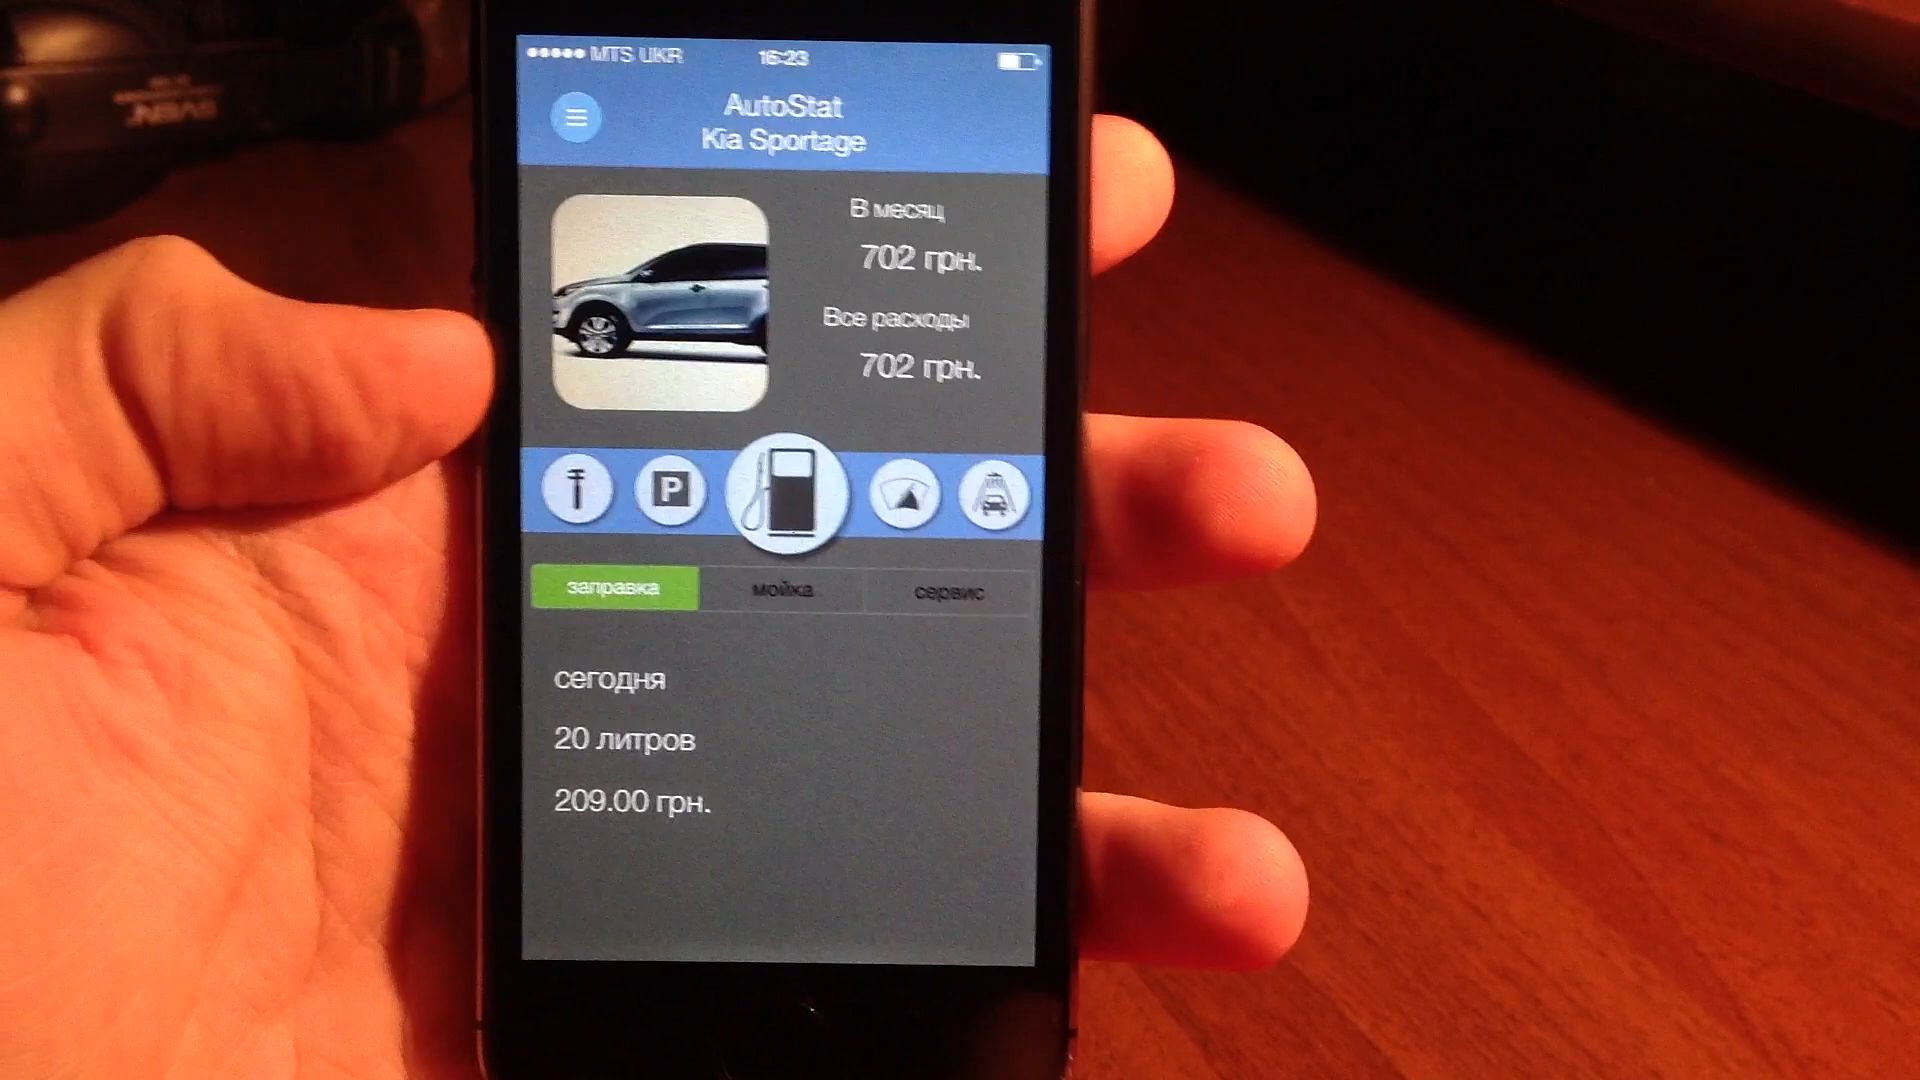 MTS UKR 16:23
AutoStat
Kia Sportage
В месяц
702 грн.
Все расходы
702 грн.
P
заправка мойка сервис
сегодня
20 литров
209.00 грн.
SVEN